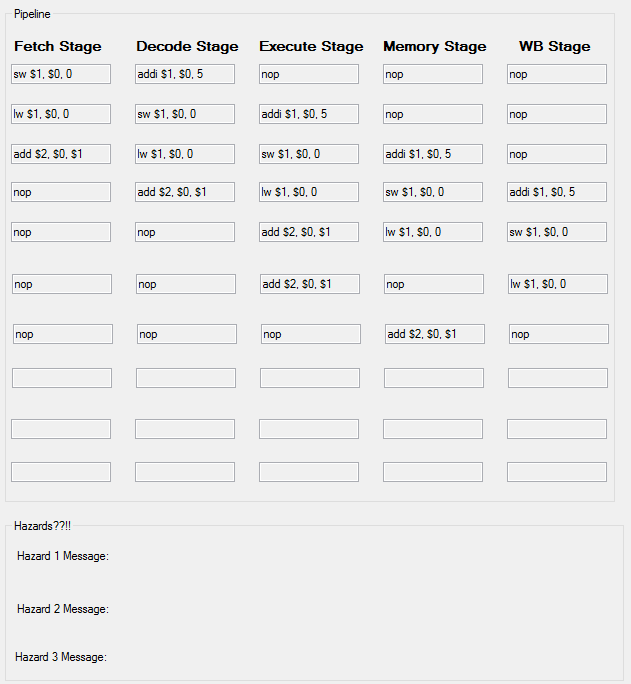 Pipeline
Fetch Stage Decode Stage Execute Stage Memory Stage WB Stage
sw $1, $0, 0 addi $1, $0, 5 nop nop nop
lw $1, $0, 0 sw $1, $0, 0 addi $1, $0, 5 nop nop
add $2, $0, $1 lw $1, $0, 0 sw $1, $0, 0 addi $1, $0, 5 nop
nop add $2, $0, $1 lw $1, $0, 0 sw $1, $0, 0 addi $1, $0, 5
nop nop add $2, $0, $1 lw $1, $0, 0 sw $1, $0, 0
nop nop add $2, $0, $1 nop lw $1, $0, 0
nop nop nop add $2, $0, $1 nop
Hazards??!!
Hazard 1 Message:
Hazard 2 Message:
Hazard 3 Message: